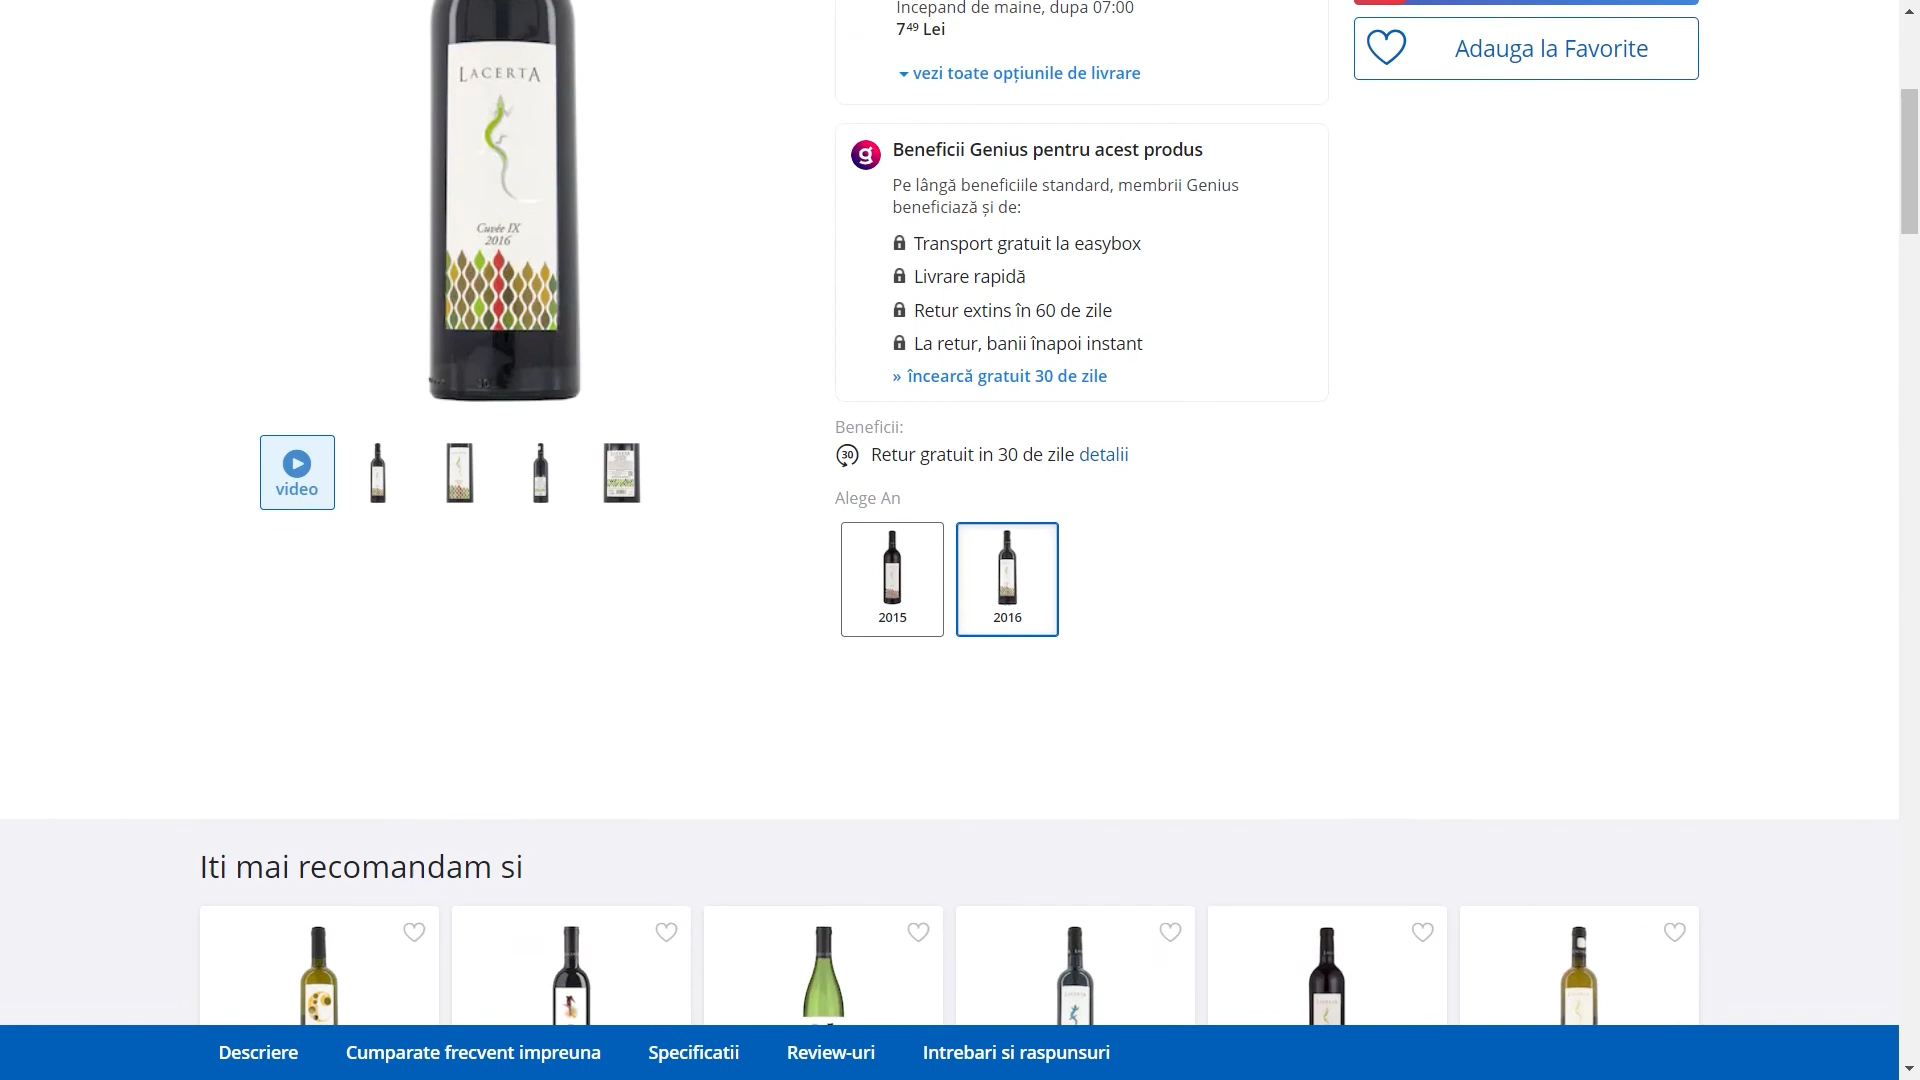 Incepand de maine, dupa 07:00
7⁴⁹ Lei
vezi toate opțiunile de livrare
Adauga la Favorite
LACERTA
Cuvée IX
2016
g
Beneficii Genius pentru acest produs
Pe lângă beneficiile standard, membrii Genius
beneficiază și de:
Transport gratuit la easybox
Livrare rapidă
Retur extins în 60 de zile
La retur, banii înapoi instant
» încearcă gratuit 30 de zile
Beneficii:
30 Retur gratuit in 30 de zile detalii
video
Alege An
2015
2016
Iti mai recomandam si
Descriere Cumparate frecvent impreuna Specificatii Review-uri Intrebari si raspunsuri